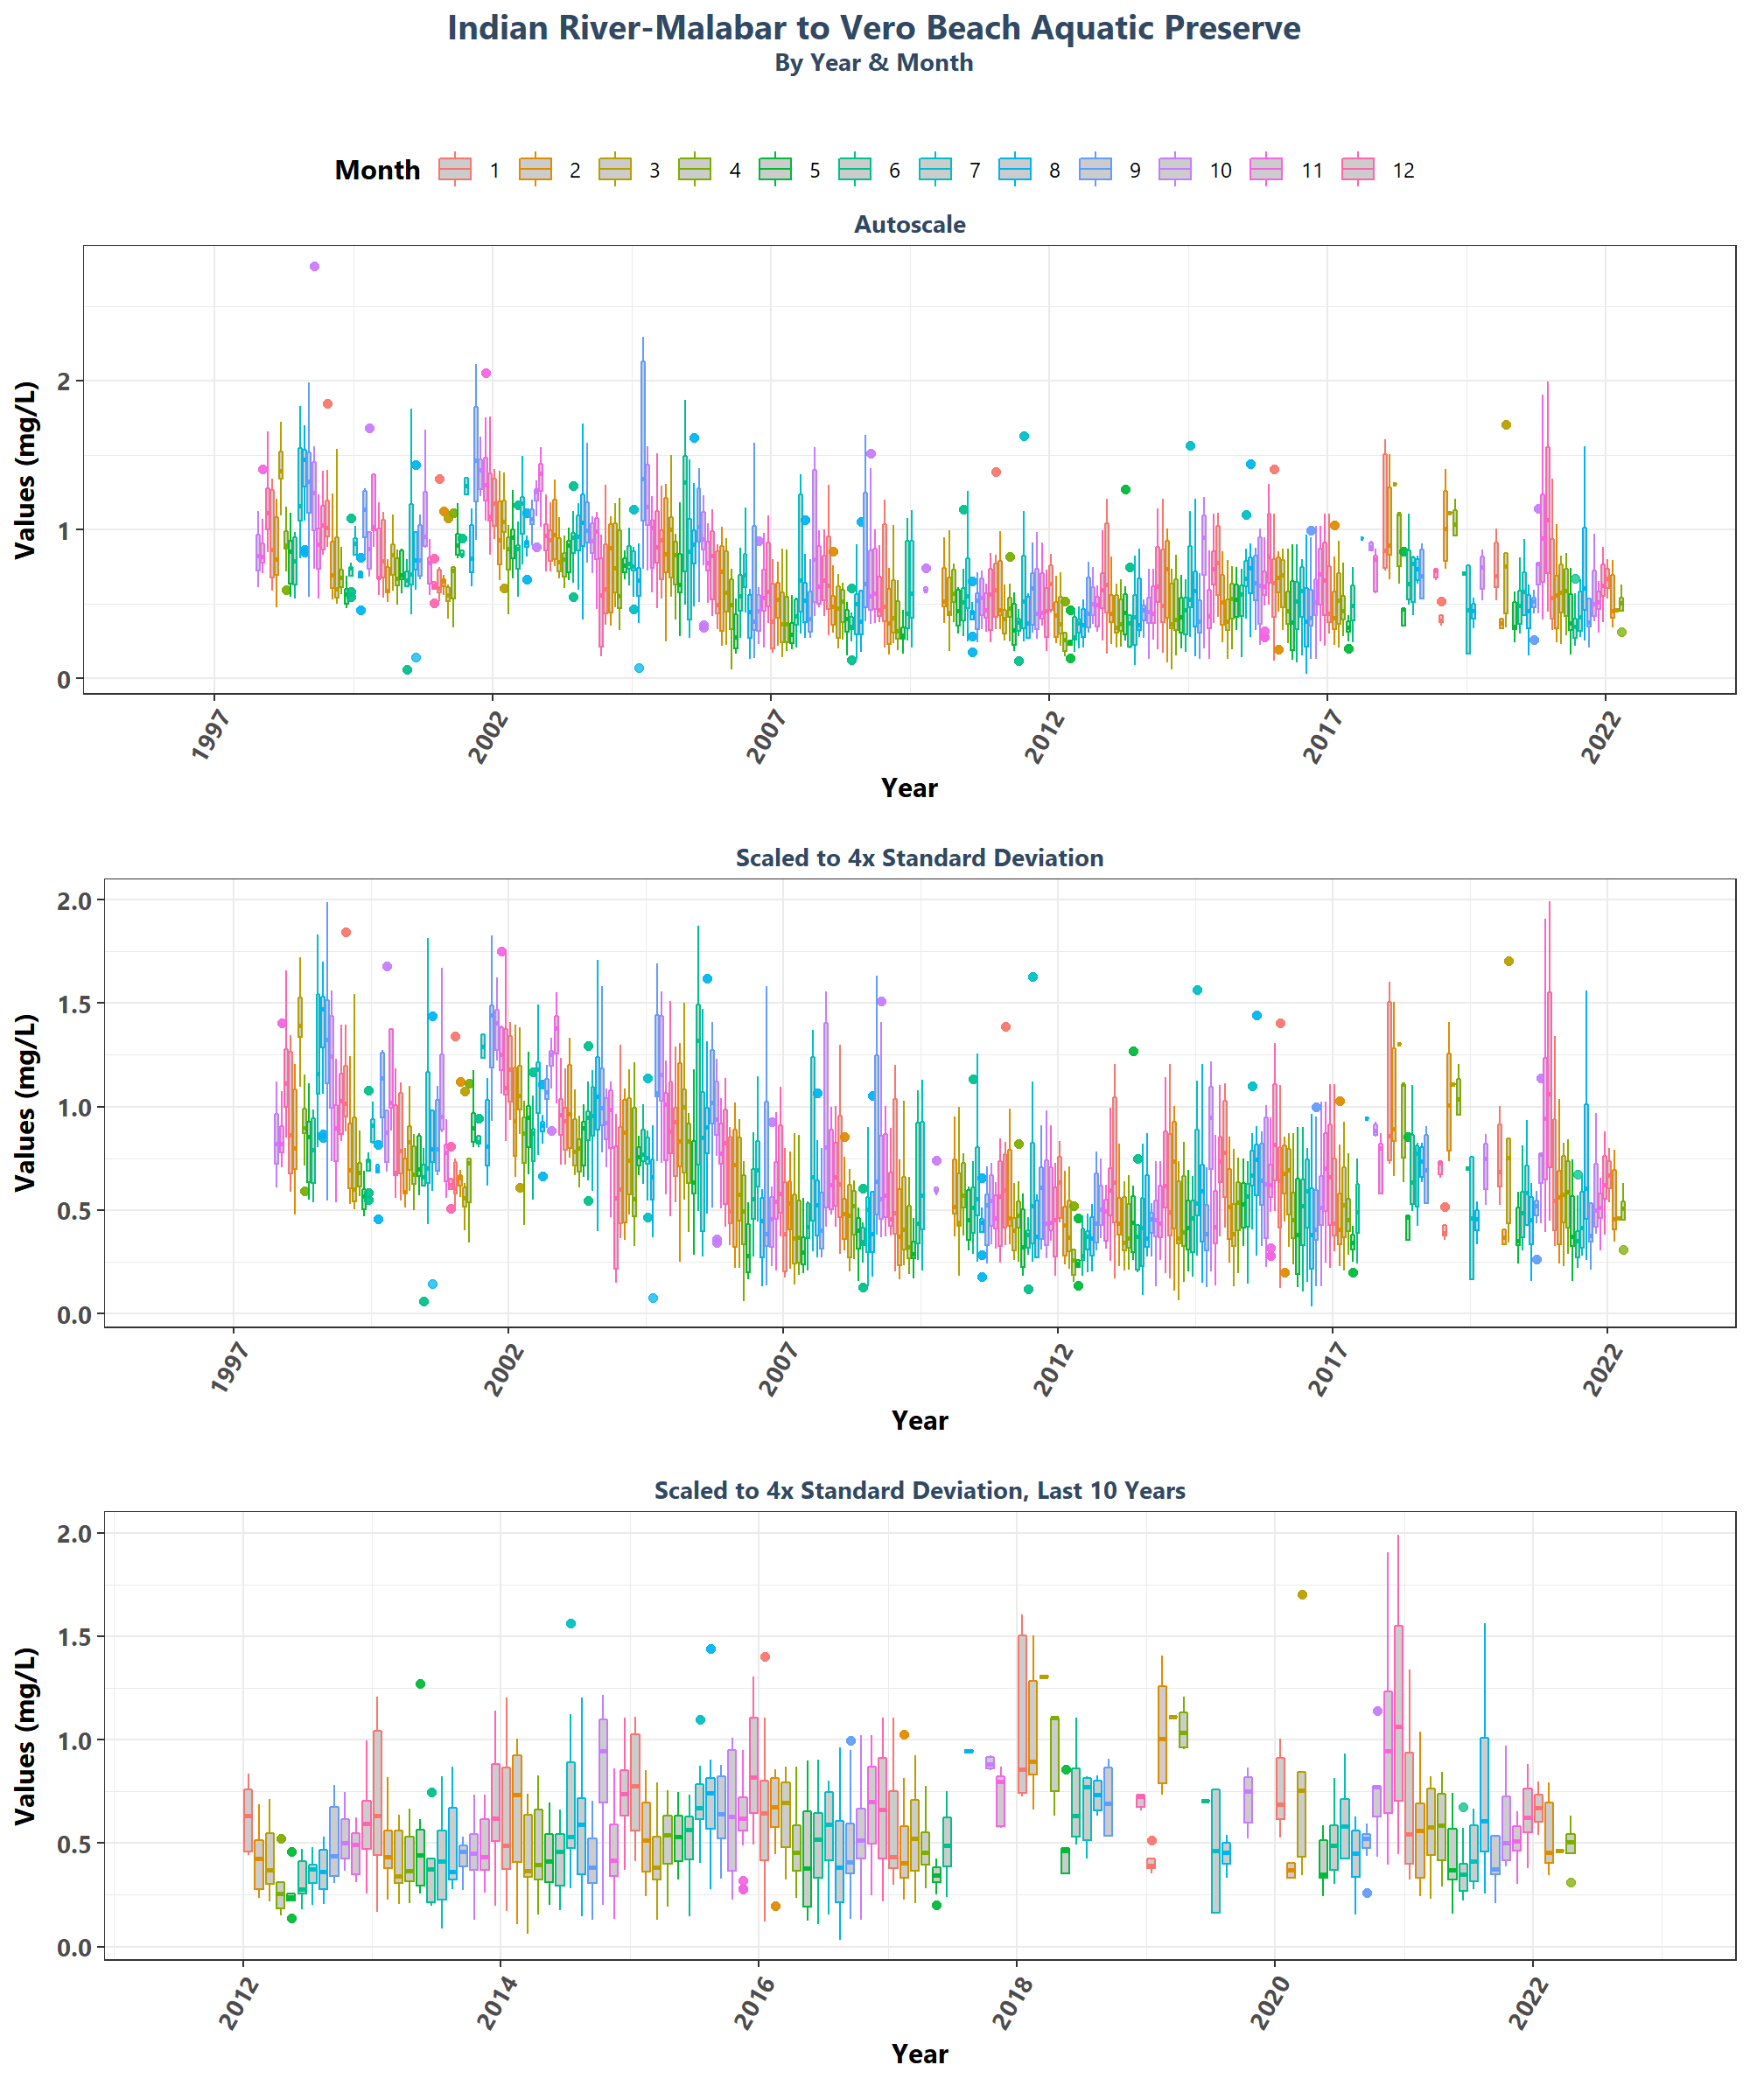 Indian River-Malabar to Vero Beach Aquatic Preserve
By Year & Month
Month 1 2 3 4 5 6 7 8 9 10 11 12
Autoscale
Values (mg/L)
2
1
0
1997 2002 2007 2012 2017 2022
Year
Scaled to 4x Standard Deviation
Values (mg/L)
2.0
1.5
1.0
0.5
0.0
1997 2002 2007 2012 2017 2022
Year
Scaled to 4x Standard Deviation, Last 10 Years
Values (mg/L)
2.0
1.5
1.0
0.5
0.0
2012 2014 2016 2018 2020 2022
Year